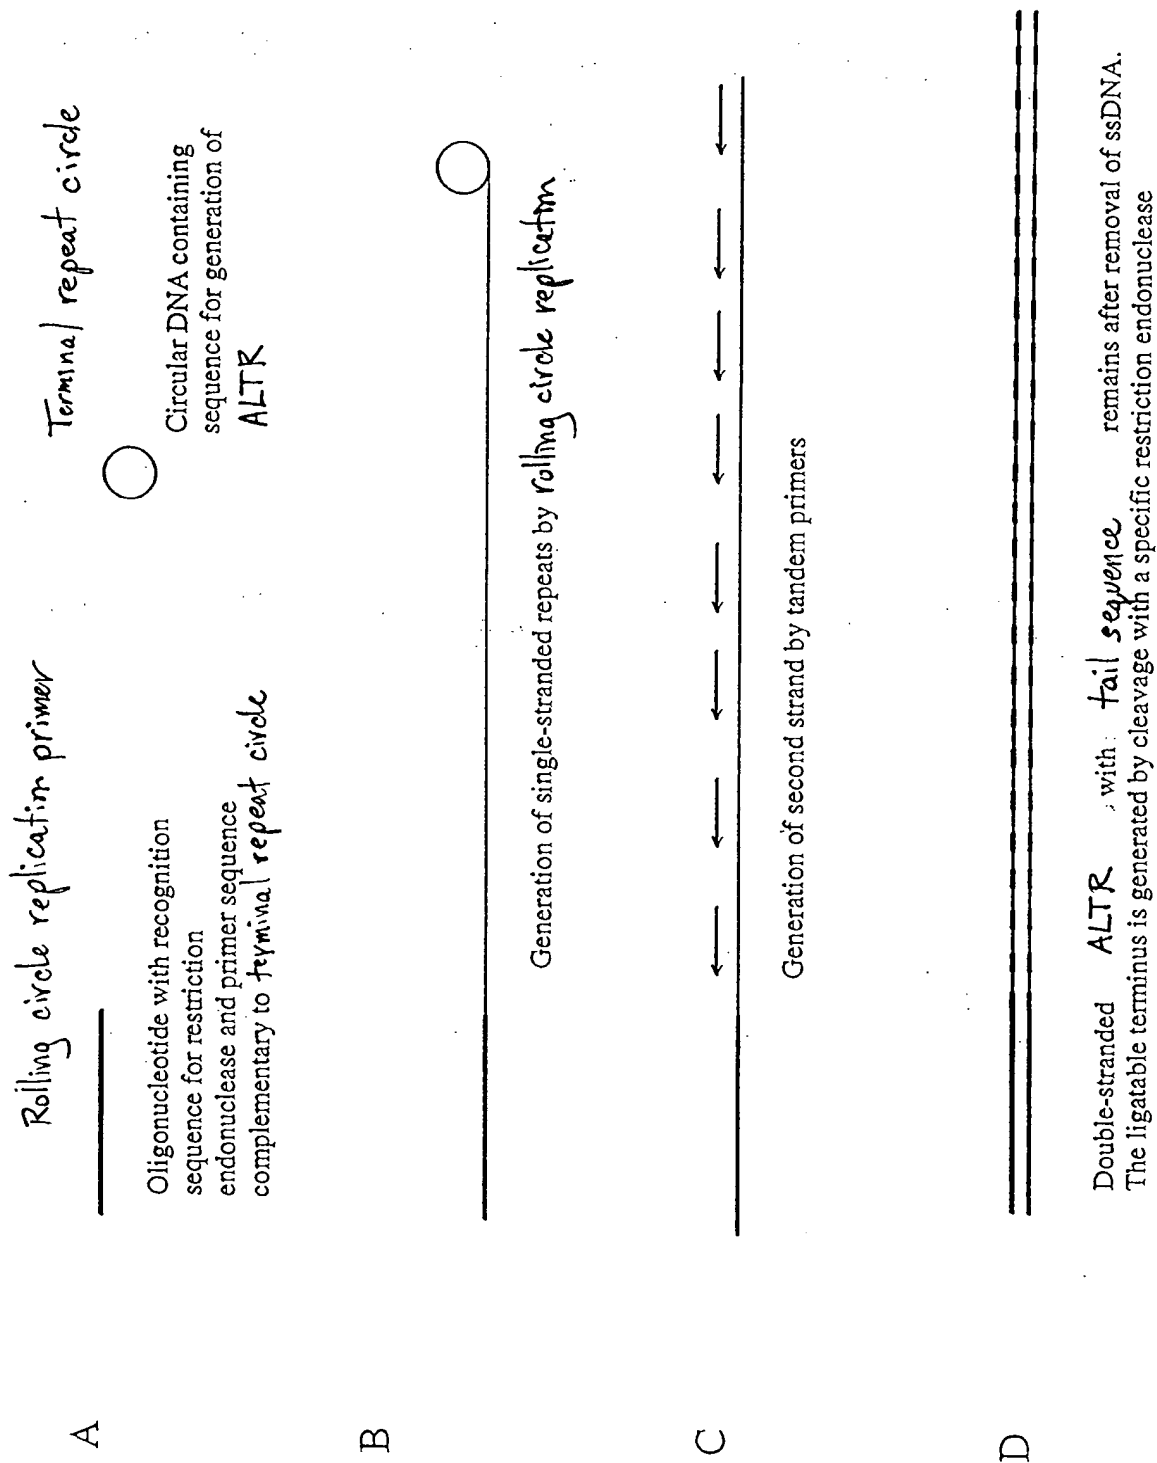 A
Rolling circle replication primer
Oligonucleotide with recognition
sequence for restriction
endonuclease and primer sequence
complementary to terminal repeat circle
Terminal repeat circle
Circular DNA containing
sequence for generation of
ALTR
B
Generation of single-stranded repeats by rolling circle replication
C
Generation of second strand by tandem primers
D
Double-stranded ALTR with tail sequence remains after removal of ssDNA.
The ligatable terminus is generated by cleavage with a specific restriction endonuclease